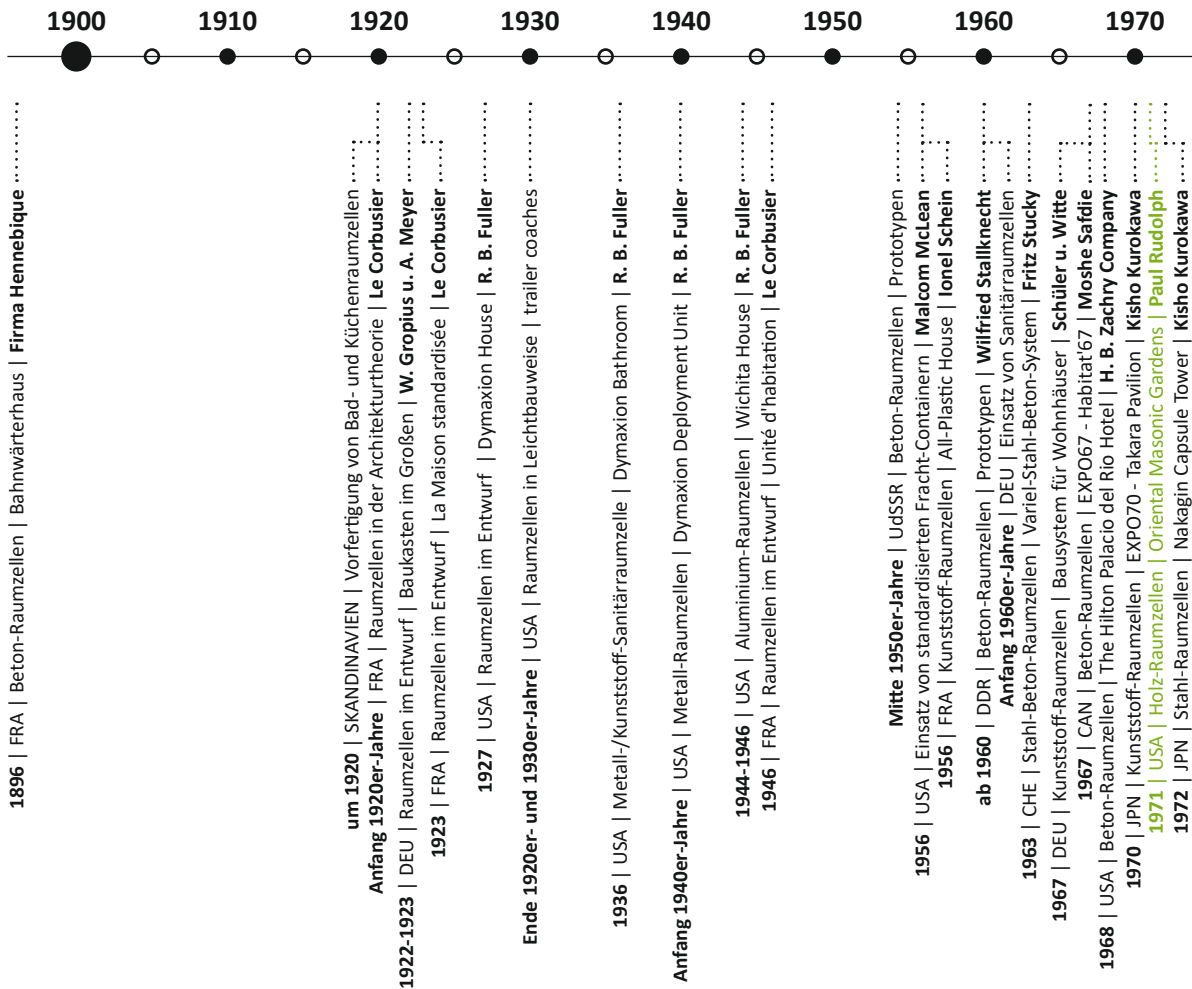 1900 1910 1920 1930 1940 1950 1960 1970
1896 | FRA | Beton-Raumzellen | Bahnwärterhaus | Firma Hennebique
um 1920 | SKANDINAVIEN | Vorfertigung von Bad- und Küchenraumzellen
Anfang 1920er-Jahre | FRA | Raumzellen in der Architekturtheorie | Le Corbusier
1922-1923 | DEU | Raumzellen im Entwurf | Baukasten im Großen | W. Gropius u. A. Meyer
1923 | FRA | Raumzellen im Entwurf | La Maison standardisée | Le Corbusier
1927 | USA | Raumzellen im Entwurf | Dymaxion House | R. B. Fuller
Ende 1920er- und 1930er-Jahre | USA | Raumzellen in Leichtbauweise | trailer coaches
1936 | USA | Metall-/Kunststoff-Sanitärraumzelle | Dymaxion Bathroom | R. B. Fuller
Anfang 1940er-Jahre | USA | Metall-Raumzellen | Dymaxion Deployment Unit | R. B. Fuller
1944-1946 | USA | Aluminium-Raumzellen | Wichita House | R. B. Fuller
1946 | FRA | Raumzellen im Entwurf | Unité d'habitation | Le Corbusier
Mitte 1950er-Jahre | UdSSR | Beton-Raumzellen | Prototypen
1956 | USA | Einsatz von standardisierten Fracht-Containern | Malcom McLean
1956 | FRA | Kunststoff-Raumzellen | All-Plastic House | Ionel Schein
ab 1960 | DDR | Beton-Raumzellen | Prototypen | Wilfried Stallknecht
Anfang 1960er-Jahre | DEU | Einsatz von Sanitärraumzellen
1963 | CHE | Stahl-Beton-Raumzellen | Variel-Stahl-Beton-System | Fritz Stucky
1967 | DEU | Kunststoff-Raumzellen | Bausystem für Wohnhäuser | Schüler u. Witte
1967 | CAN | Beton-Raumzellen | EXPO67 - Habitat'67 | Moshe Safdie
1968 | USA | Beton-Raumzellen | The Hilton Palacio del Rio Hotel | H. B. Zachry Company
1970 | JPN | Kunststoff-Raumzellen | EXPO70 - Takara Pavilion | Kisho Kurokawa
1971 | USA | Holz-Raumzellen | Oriental Masonic Gardens | Paul Rudolph
1972 | JPN | Stahl-Raumzellen | Nakagin Capsule Tower | Kisho Kurokawa